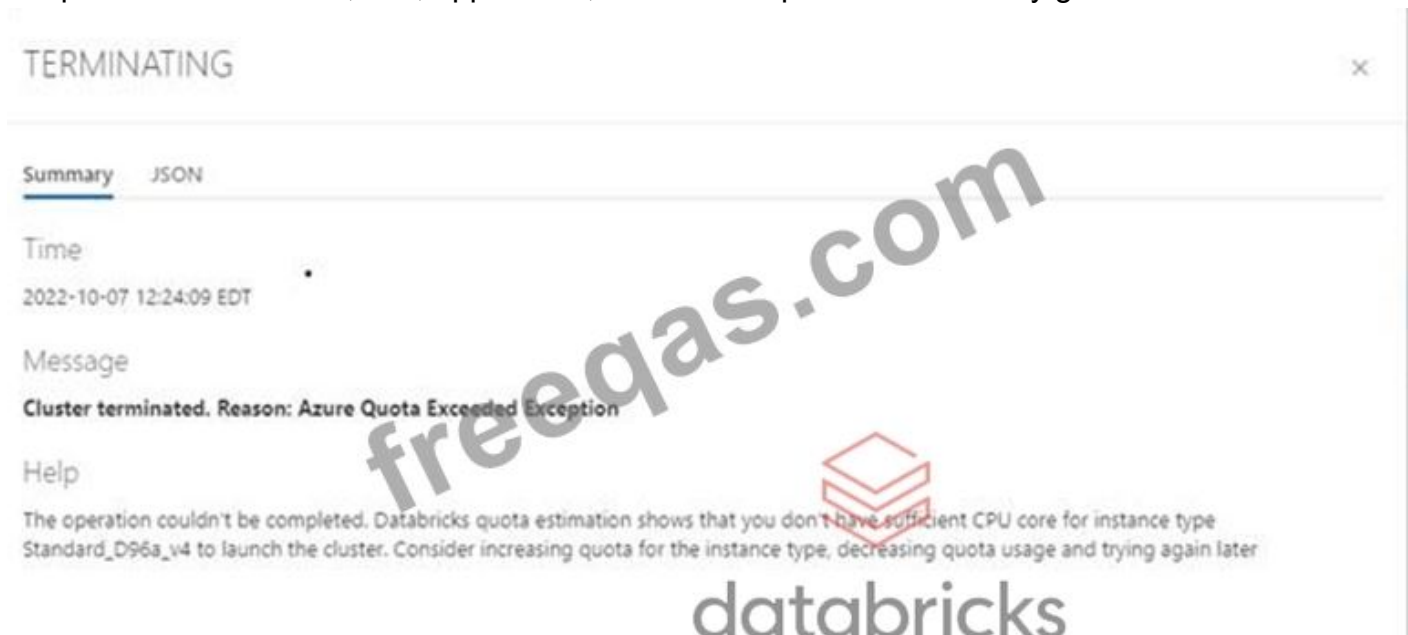 TERMINATING
×
Summary JSON
Time
2022-10-07 12:24:09 EDT
Message
Cluster terminated. Reason: Azure Quota Exceeded Exception
Help
The operation couldn't be completed. Databricks quota estimation shows that you don't have sufficient CPU core for instance type
Standard_D96a_v4 to launch the cluster. Consider increasing quota for the instance type, decreasing quota usage and trying again later
freeqas.com
databricks